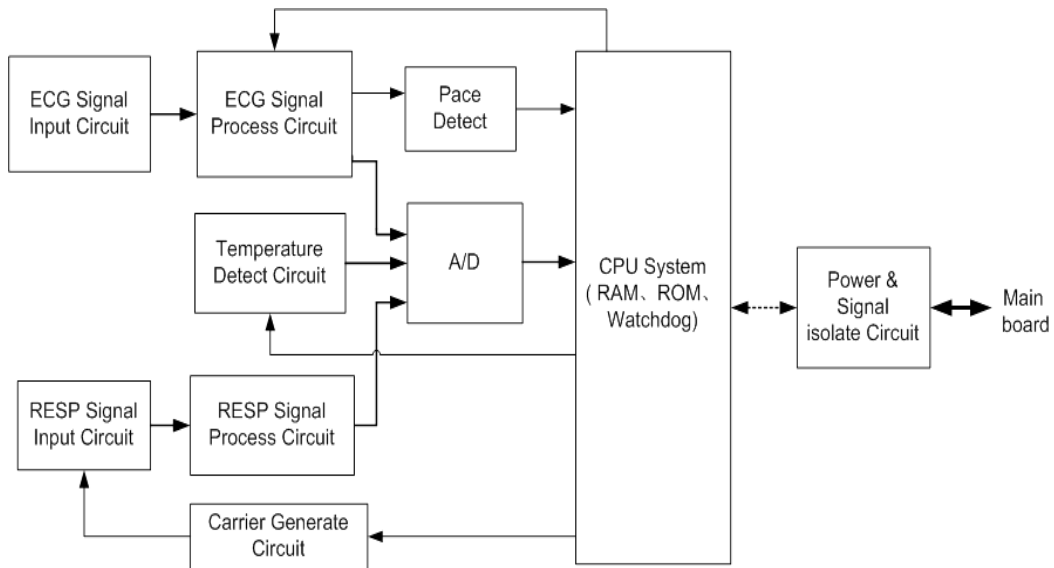 ECG Signal
Input Circuit
ECG Signal
Process Circuit
Pace
Detect
Temperature
Detect Circuit
A/D
CPU System
( RAM、ROM、
Watchdog)
Power &
Signal
isolate Circuit
Main
board
RESP Signal
Input Circuit
RESP Signal
Process Circuit
Carrier Generate
Circuit